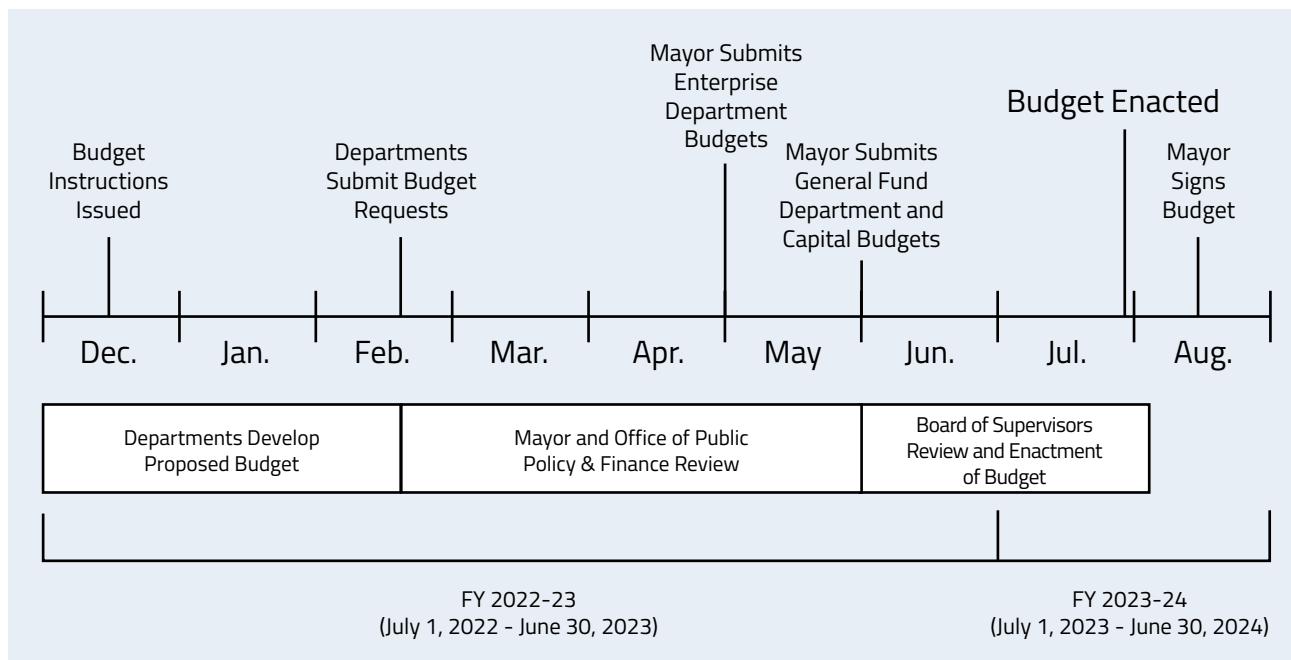 Mayor Submits
Enterprise
Department
Budgets
Budget Enacted
Budget
Instructions
Issued
Departments
Submit Budget
Requests
Mayor Submits
General Fund
Department and
Capital Budgets
Mayor
Signs
Budget
Dec.
Jan.
Feb.
Mar.
Apr.
May
Jun.
Jul.
Aug.
Departments Develop
Proposed Budget
Mayor and Office of Public
Policy & Finance Review
Board of Supervisors
Review and Enactment
of Budget
FY 2022-23
(July 1, 2022 - June 30, 2023)
FY 2023-24
(July 1, 2023 - June 30, 2024)